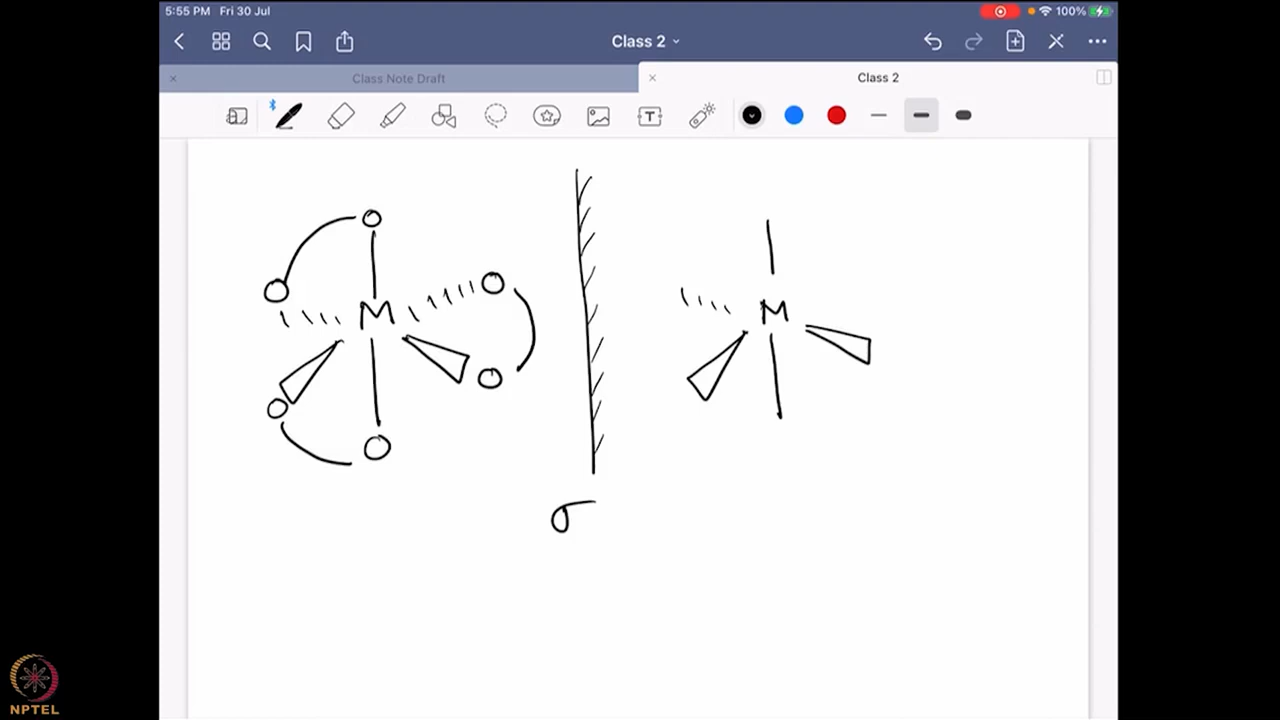 5:55 PM Fri 30 Jul
100%
Class 2
Class Note Draft
Class 2
T
O
O
O
M
M
O
O
O
σ
NPTEL